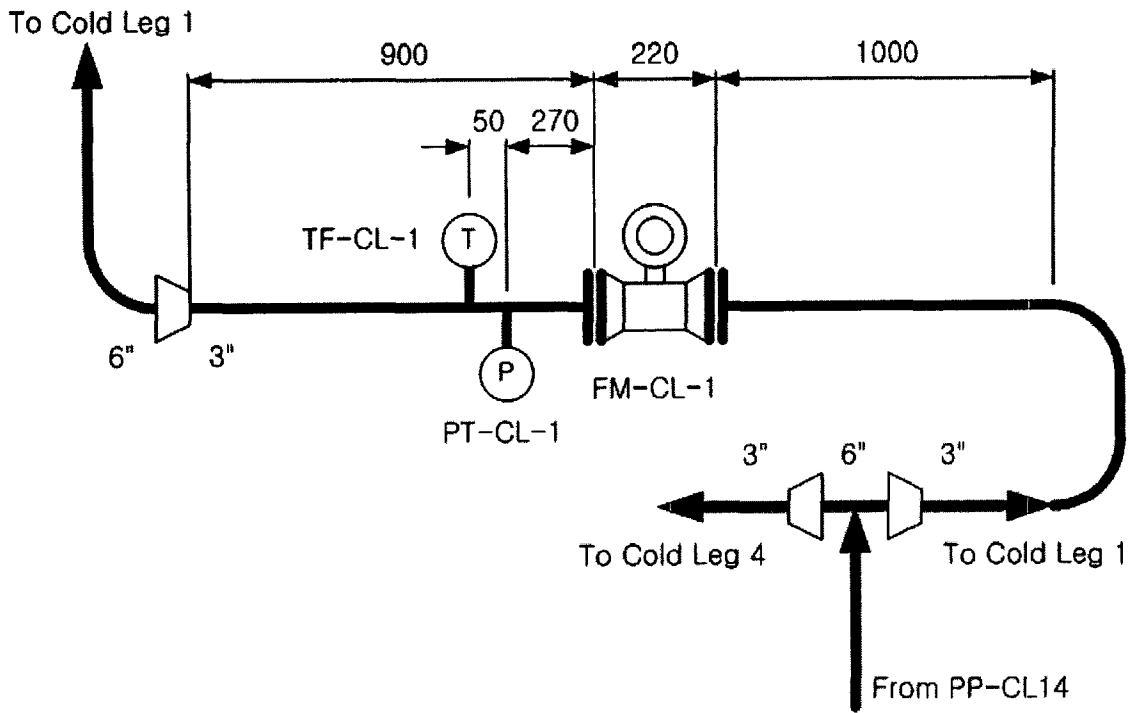 To Cold Leg 1
900
220
1000
50
270
TF-CL-1
T
6"
3"
P
FM-CL-1
PT-CL-1
3"
6"
3"
To Cold Leg 4
To Cold Leg 1
From PP-CL14